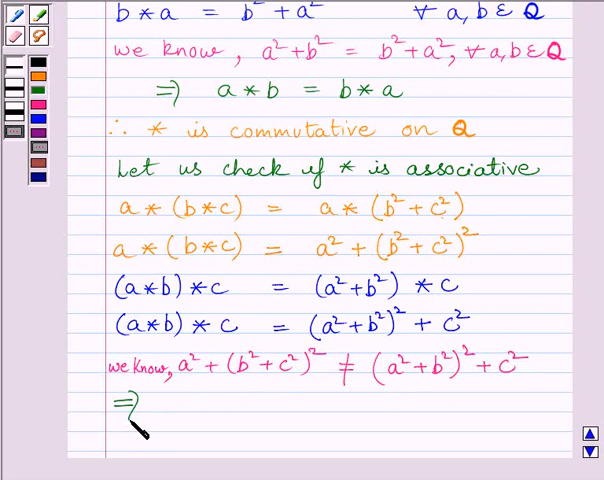 b * a = b² + a² ∀ a, b ε Q
we know, a² + b² = b² + a², ∀ a, b ε Q
⇒ a * b = b * a
∴ * is commutative on Q
Let us check if * is associative
a * (b * c) = a * (b² + c²)
a * (b * c) = a² + (b² + c²)²
(a * b) * c = (a² + b²) * c
(a * b) * c = (a² + b²)² + c²
we know, a² + (b² + c²)² ≠ (a² + b²)² + c²
⇒